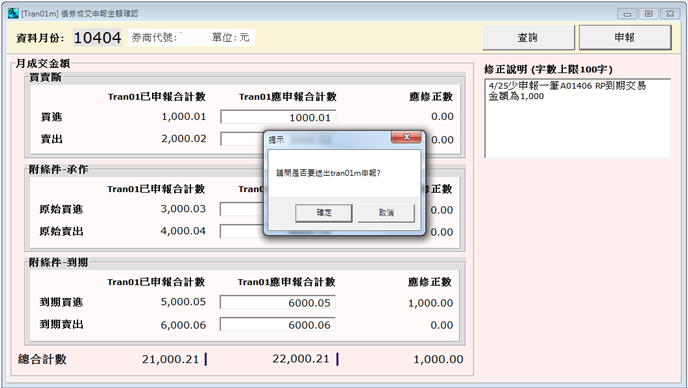 [Tran01m] 債券成交申報金額確認
資料月份: 10404 券商代號: 單位: 元
查詢 申報
月成交金額
買賣斷
Tran01已申報合計數 Tran01應申報合計數 應修正數
買進 1,000.01 1000.01 0.00
賣出 2,000.02 0.00
附條件-承作
Tran01已申報合計數 應修正數
原始買進 3,000.03 0.00
原始賣出 4,000.04 0.00
附條件-到期
Tran01已申報合計數 Tran01應申報合計數 應修正數
到期買進 5,000.05 6000.05 1,000.00
到期賣出 6,000.06 6000.06 0.00
總合計數 21,000.21 22,000.21 1,000.00
修正說明 (字數上限100字)
4/25少申報一筆A01406 RP到期交易
金額為1,000
提示
請問是否要送出tran01m申報?
確定 取消